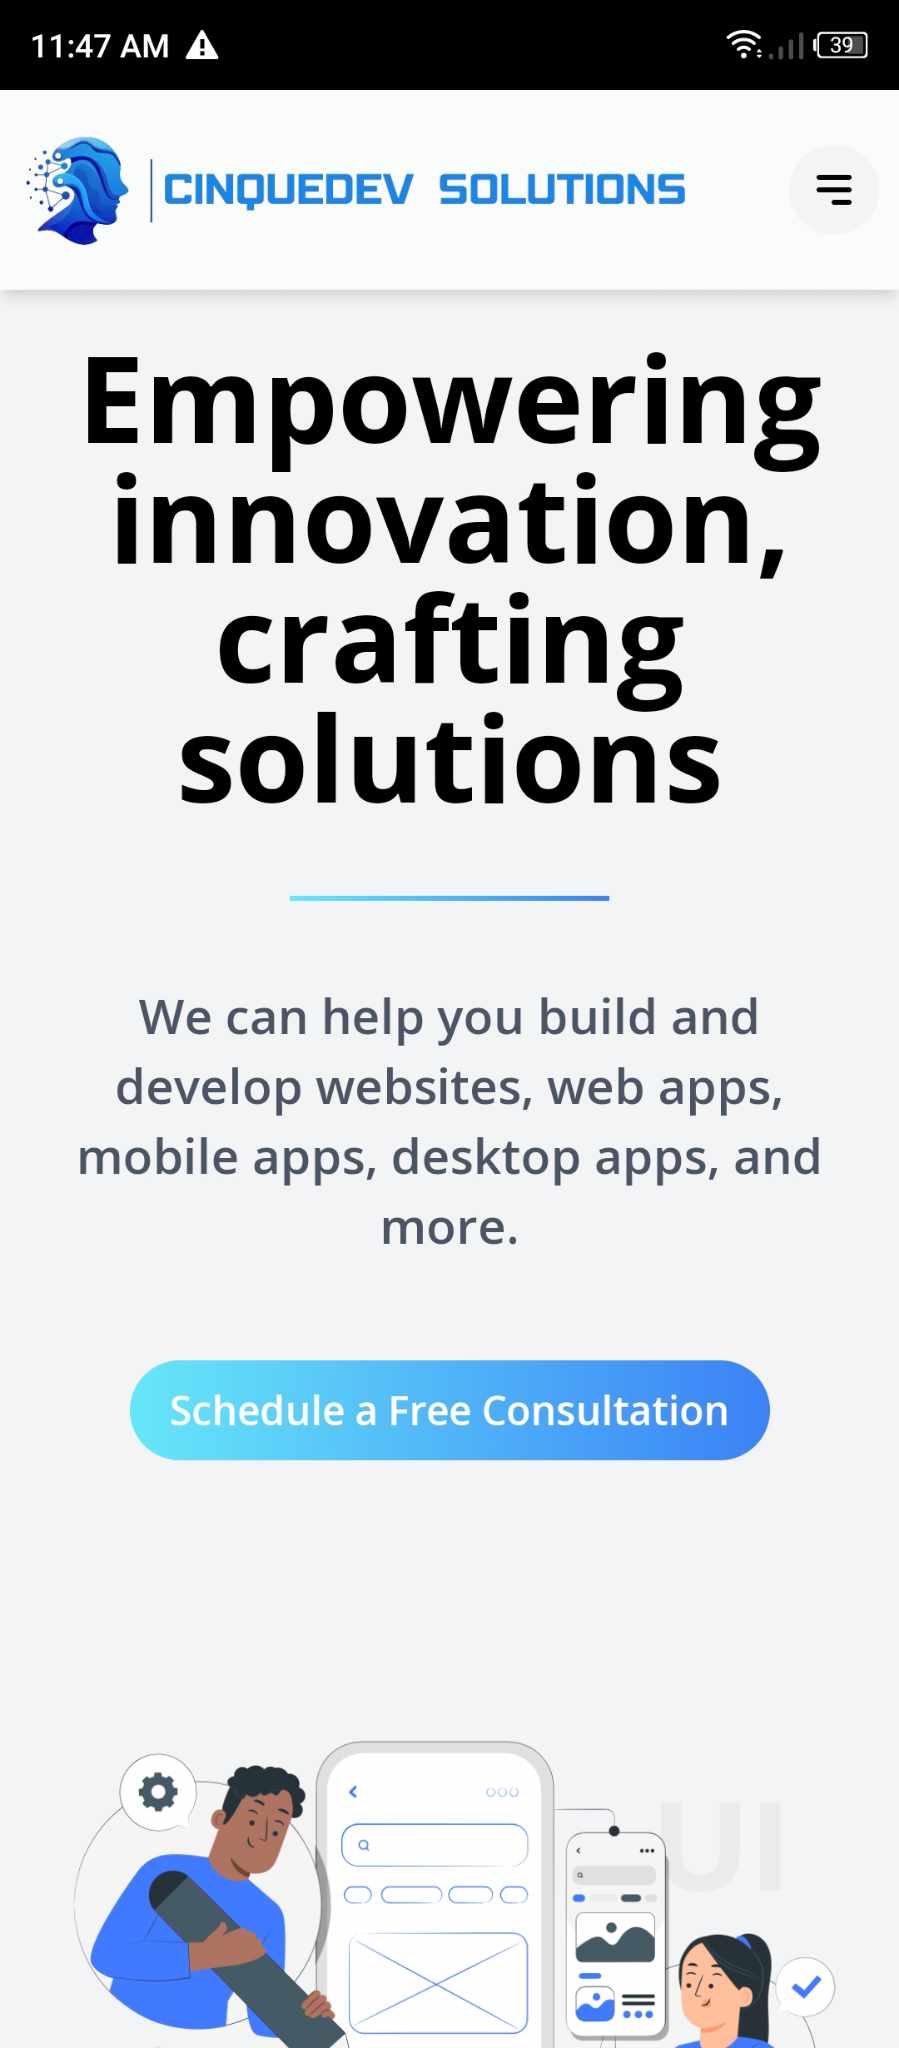 11:47 AM
39
CINQUEDEV SOLUTIONS
Empowering
innovation,
crafting
solutions
We can help you build and
develop websites, web apps,
mobile apps, desktop apps, and
more.
Schedule a Free Consultation
UI